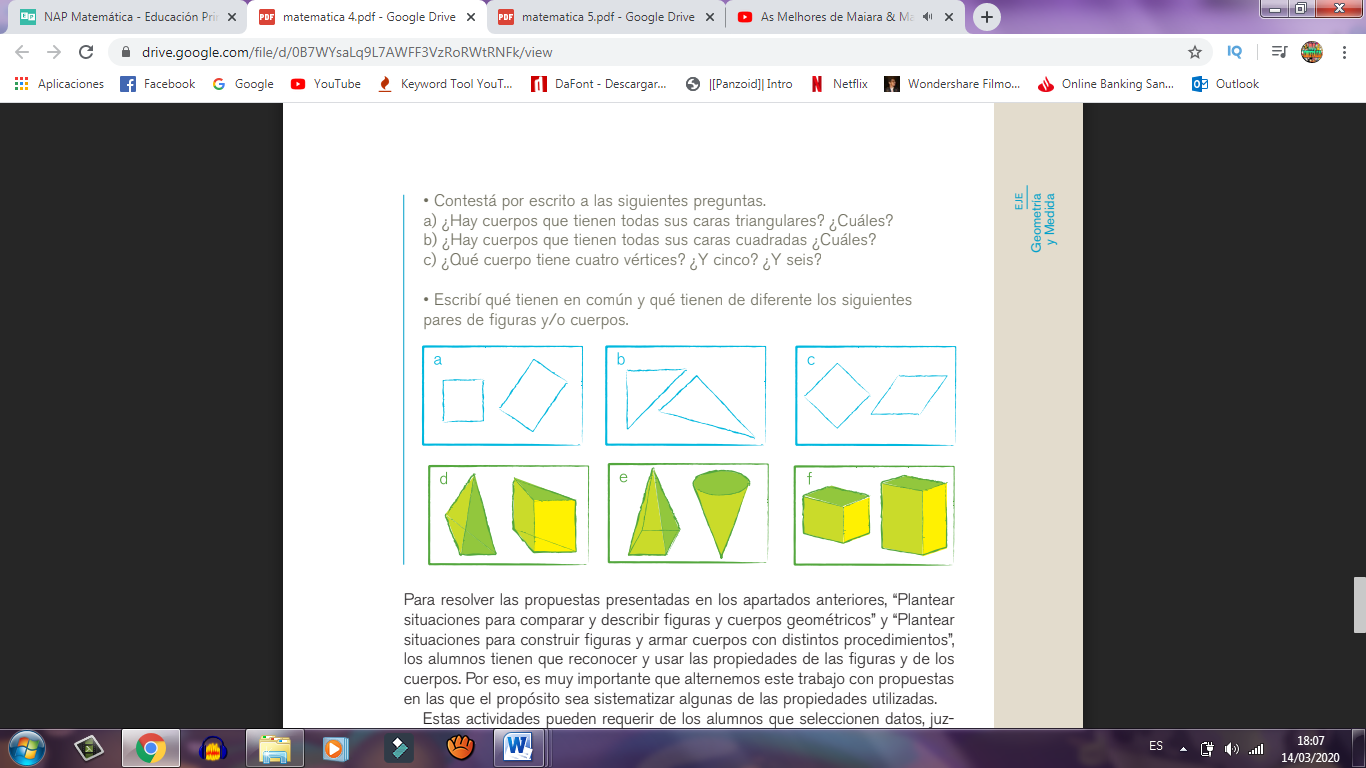 NAP Matemática - Educación Pri
matematica 4.pdf - Google Drive
matematica 5.pdf - Google Drive
As Melhores de Maiara & Ma
drive.google.com/file/d/0B7WYsaLq9L7AWFF3VzRoRWtRNFk/view
IQ
Aplicaciones
Facebook
Google
YouTube
Keyword Tool YouT...
DaFont - Descargar...
|[Panzoid]| Intro
Netflix
Wondershare Filmo...
Online Banking San...
Outlook
EJE
Geometría
y Medida
• Contestá por escrito a las siguientes preguntas.
a) ¿Hay cuerpos que tienen todas sus caras triangulares? ¿Cuáles?
b) ¿Hay cuerpos que tienen todas sus caras cuadradas ¿Cuáles?
c) ¿Qué cuerpo tiene cuatro vértices? ¿Y cinco? ¿Y seis?
• Escribí qué tienen en común y qué tienen de diferente los siguientes
pares de figuras y/o cuerpos.
a
b
c
d
e
f
Para resolver las propuestas presentadas en los apartados anteriores, “Plantear
situaciones para comparar y describir figuras y cuerpos geométricos” y “Plantear
situaciones para construir figuras y armar cuerpos con distintos procedimientos”,
los alumnos tienen que reconocer y usar las propiedades de las figuras y de los
cuerpos. Por eso, es muy importante que alternemos este trabajo con propuestas
en las que el propósito sea sistematizar algunas de las propiedades utilizadas.
Estas actividades pueden requerir de los alumnos que seleccionen datos, juz-
ES
18:07
14/03/2020